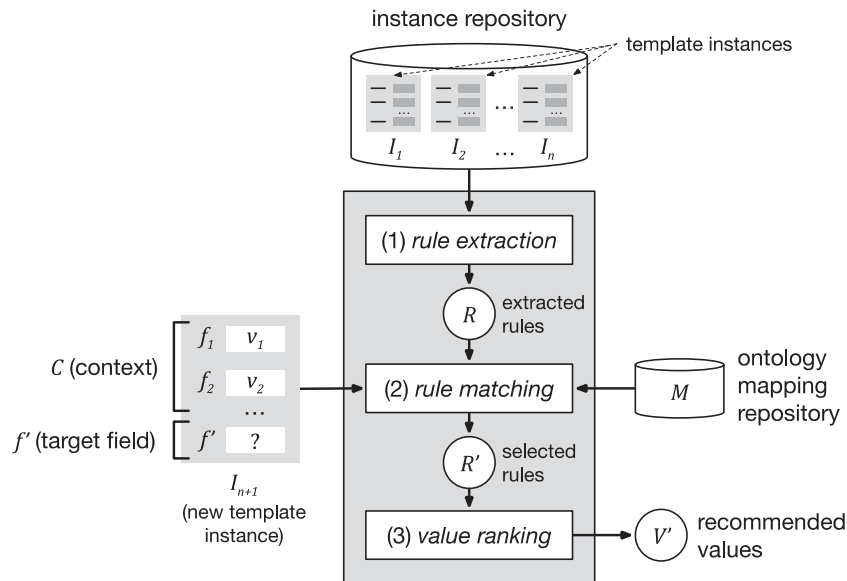 instance repository
template instances
... ... ... ...
I1 I2 ... In
(1) rule extraction
R
extracted
rules
C (context)
f1 v1
f2 v2
...
f' (target field)
f' ?
In+1
(new template
instance)
(2) rule matching
M
ontology
mapping
repository
R'
selected
rules
(3) value ranking
V'
recommended
values